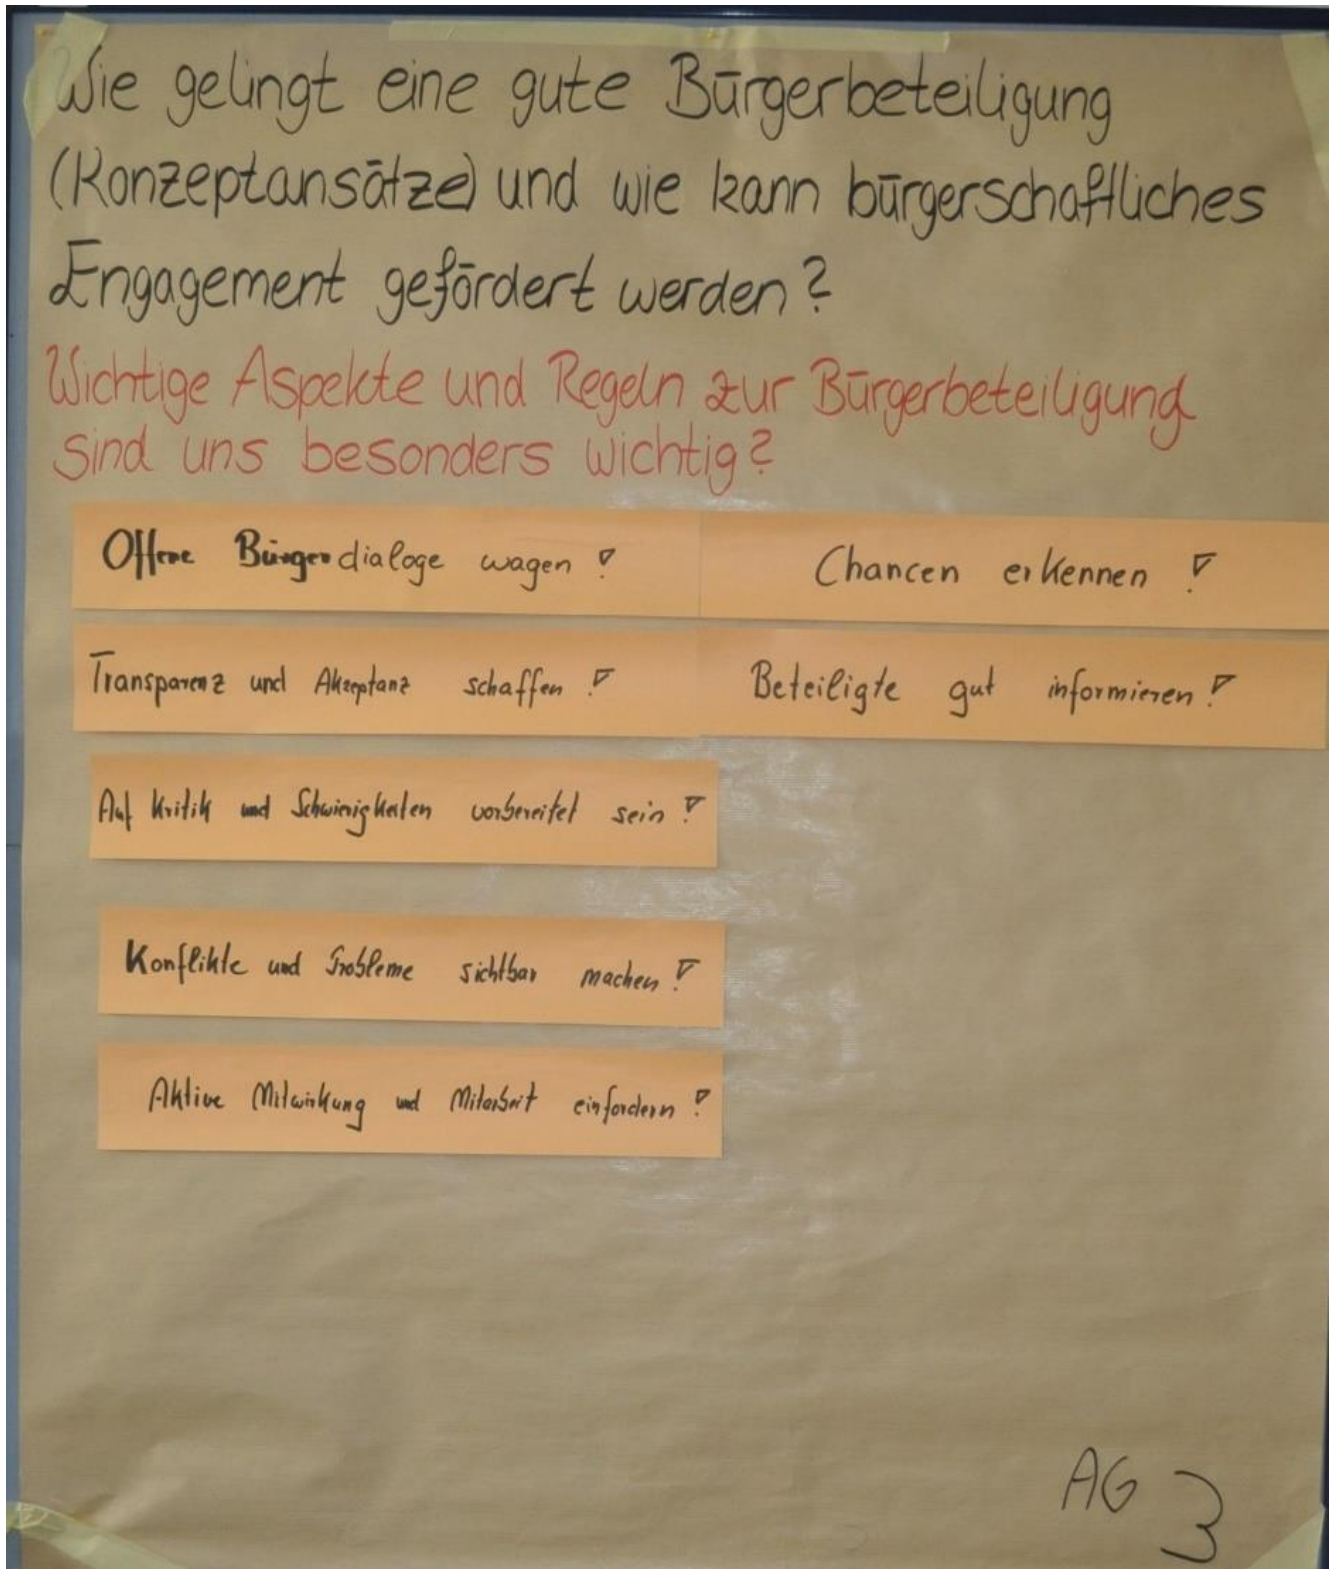 Wie gelingt eine gute Bürgerbeteiligung
(Konzeptansätze) und wie kann bürgerschaftliches
Engagement gefördert werden?
Wichtige Aspekte und Regeln zur Bürgerbeteiligung
sind uns besonders wichtig?
Offene Bürgerdialoge wagen!
Chancen erkennen!
Transparenz und Akzeptanz schaffen!
Beteiligte gut informieren!
Auf Kritik und Schwierigkeiten vorbereitet sein!
Konflikte und Probleme sichtbar machen!
Aktive Mitwirkung und Mitarbeit einfordern!
AG 3